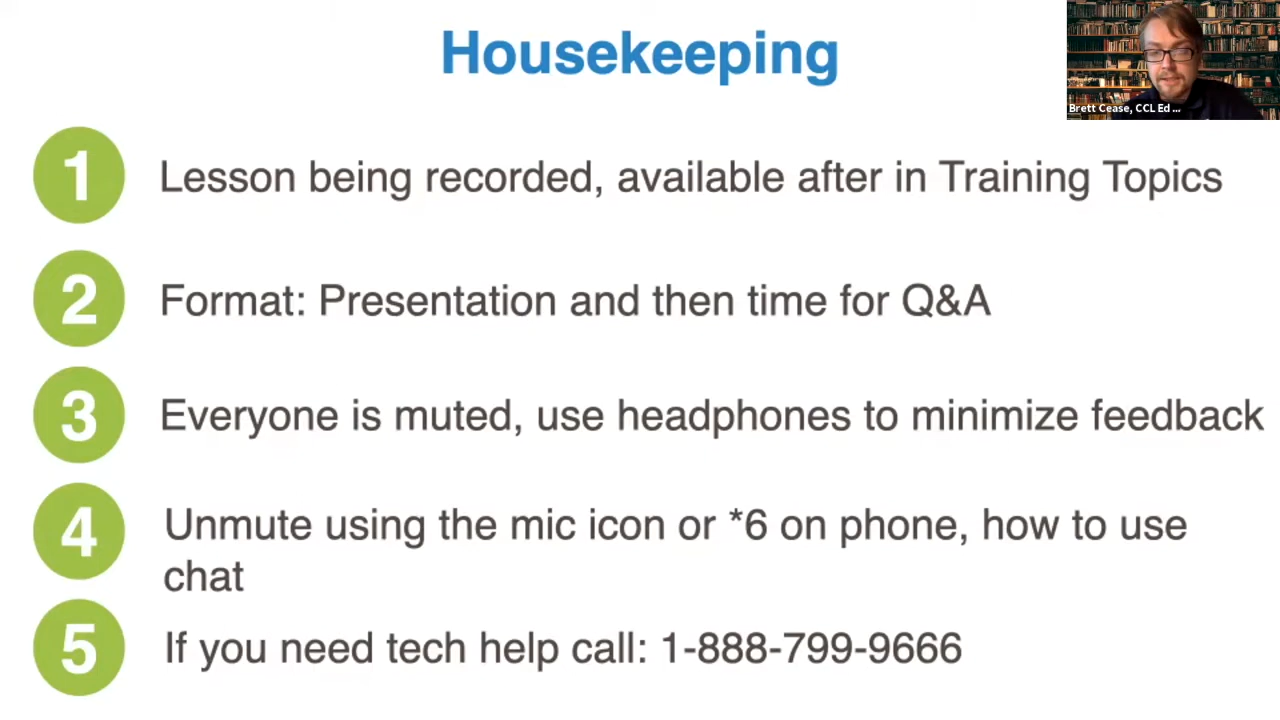 Housekeeping
Brett Cease, CCL Ed ...
1 Lesson being recorded, available after in Training Topics
2 Format: Presentation and then time for Q&A
3 Everyone is muted, use headphones to minimize feedback
4 Unmute using the mic icon or *6 on phone, how to use
chat
5 If you need tech help call: 1-888-799-9666